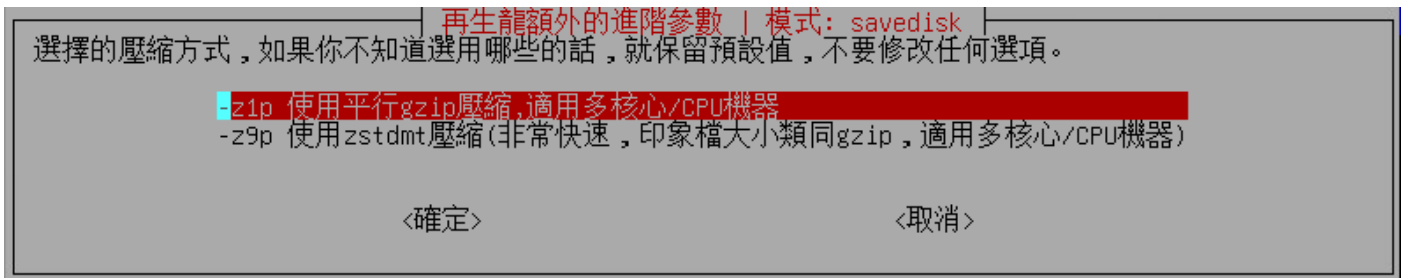 再生龍額外的進階參數 | 模式: savedisk
選擇的壓縮方式，如果你不知道選用哪些的話，就保留預設值，不要修改任何選項。
-z1p 使用平行gzip壓縮,適用多核心/CPU機器
-z9p 使用zstdmt壓縮(非常快速，印象檔大小類同gzip，適用多核心/CPU機器)
<確定> <取消>